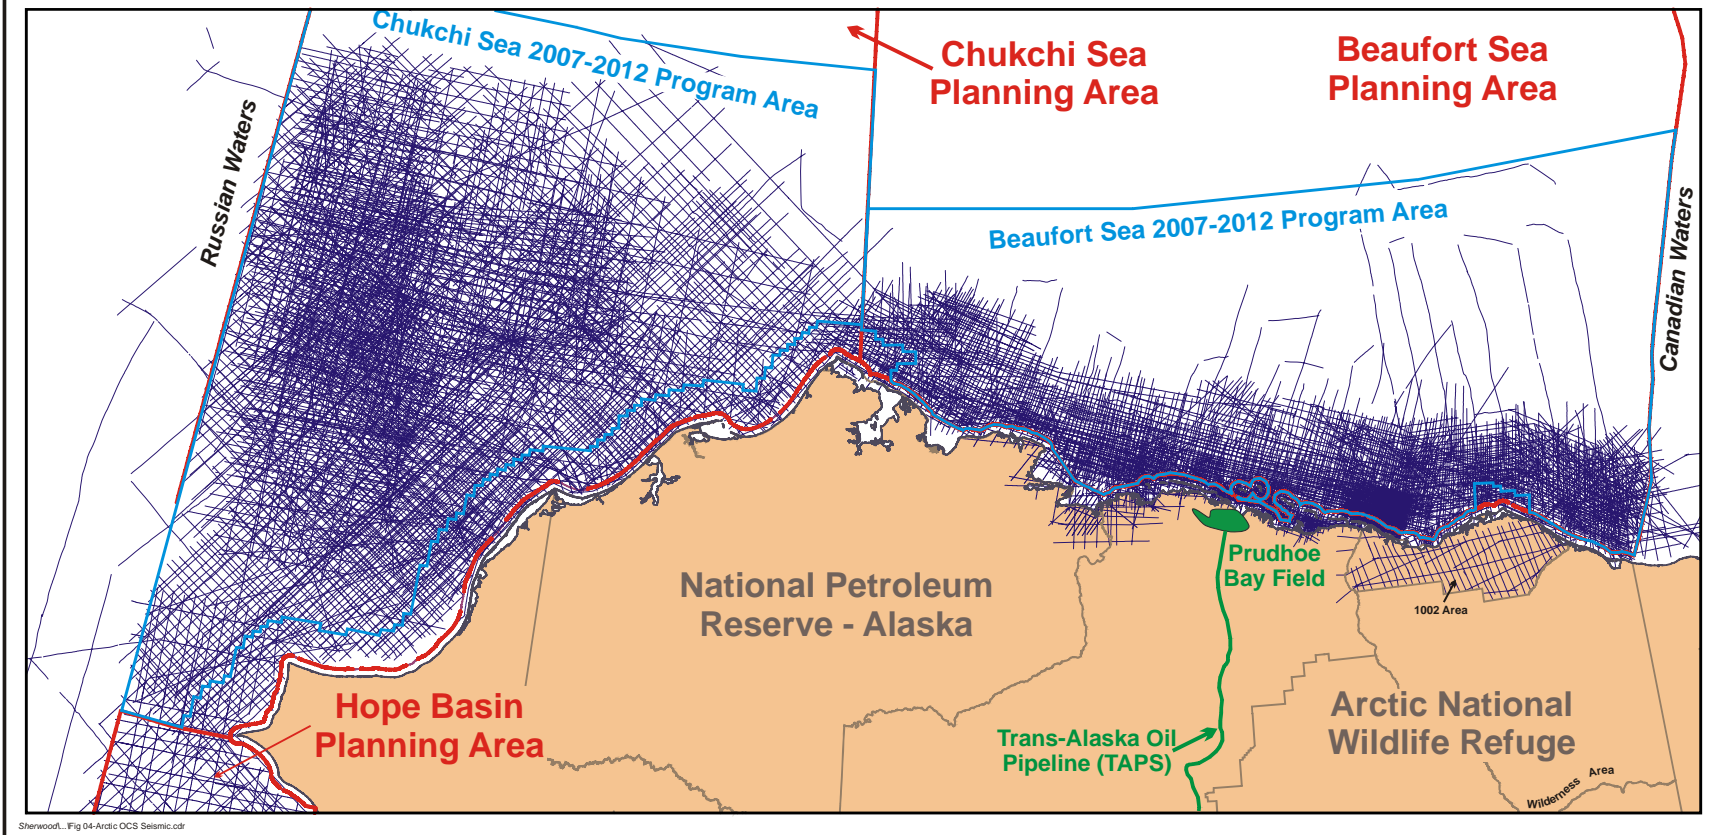 Chukchi Sea 2007-2012 Program Area
Chukchi Sea
Planning Area
Beaufort Sea
Planning Area
Russian Waters
Beaufort Sea 2007-2012 Program Area
Canadian Waters
National Petroleum
Reserve - Alaska
Prudhoe
Bay Field
1002 Area
Hope Basin
Planning Area
Trans-Alaska Oil
Pipeline (TAPS)
Arctic National
Wildlife Refuge
Wilderness Area
Sherwood\...\Fig 04-Arctic OCS Seismic.cdr